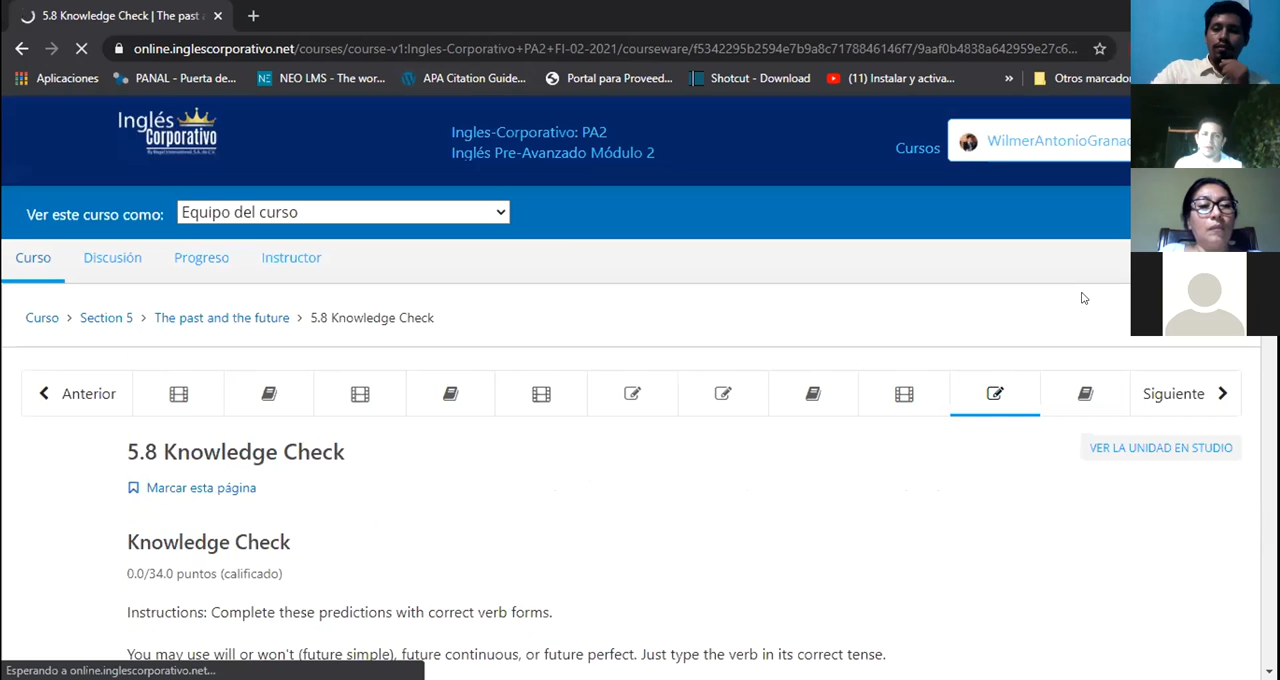 5.8 Knowledge Check | The past
online.inglescorporativo.net/courses/course-v1:Ingles-Corporativo+PA2+FI-02-2021/courseware/f5342295b2594e7b9a8c7178846146f7/9aaf0b4838a642959e27c6...
Aplicaciones PANAL - Puerta de... NEO LMS - The wor... APA Citation Guide... Portal para Proveed... Shotcut - Download (11) Instalar y activa... » Otros marcador
Inglés Corporativo
Ingles-Corporativo: PA2
Inglés Pre-Avanzado Módulo 2
Cursos
WilmerAntonioGranad
Ver este curso como: Equipo del curso
Curso Discusión Progreso Instructor
Curso > Section 5 > The past and the future > 5.8 Knowledge Check
Anterior Siguiente
5.8 Knowledge Check
VER LA UNIDAD EN STUDIO
Marcar esta página
Knowledge Check
0.0/34.0 puntos (calificado)
Instructions: Complete these predictions with correct verb forms.
You may use will or won't (future simple), future continuous, or future perfect. Just type the verb in its correct tense.
Esperando a online.inglescorporativo.net...